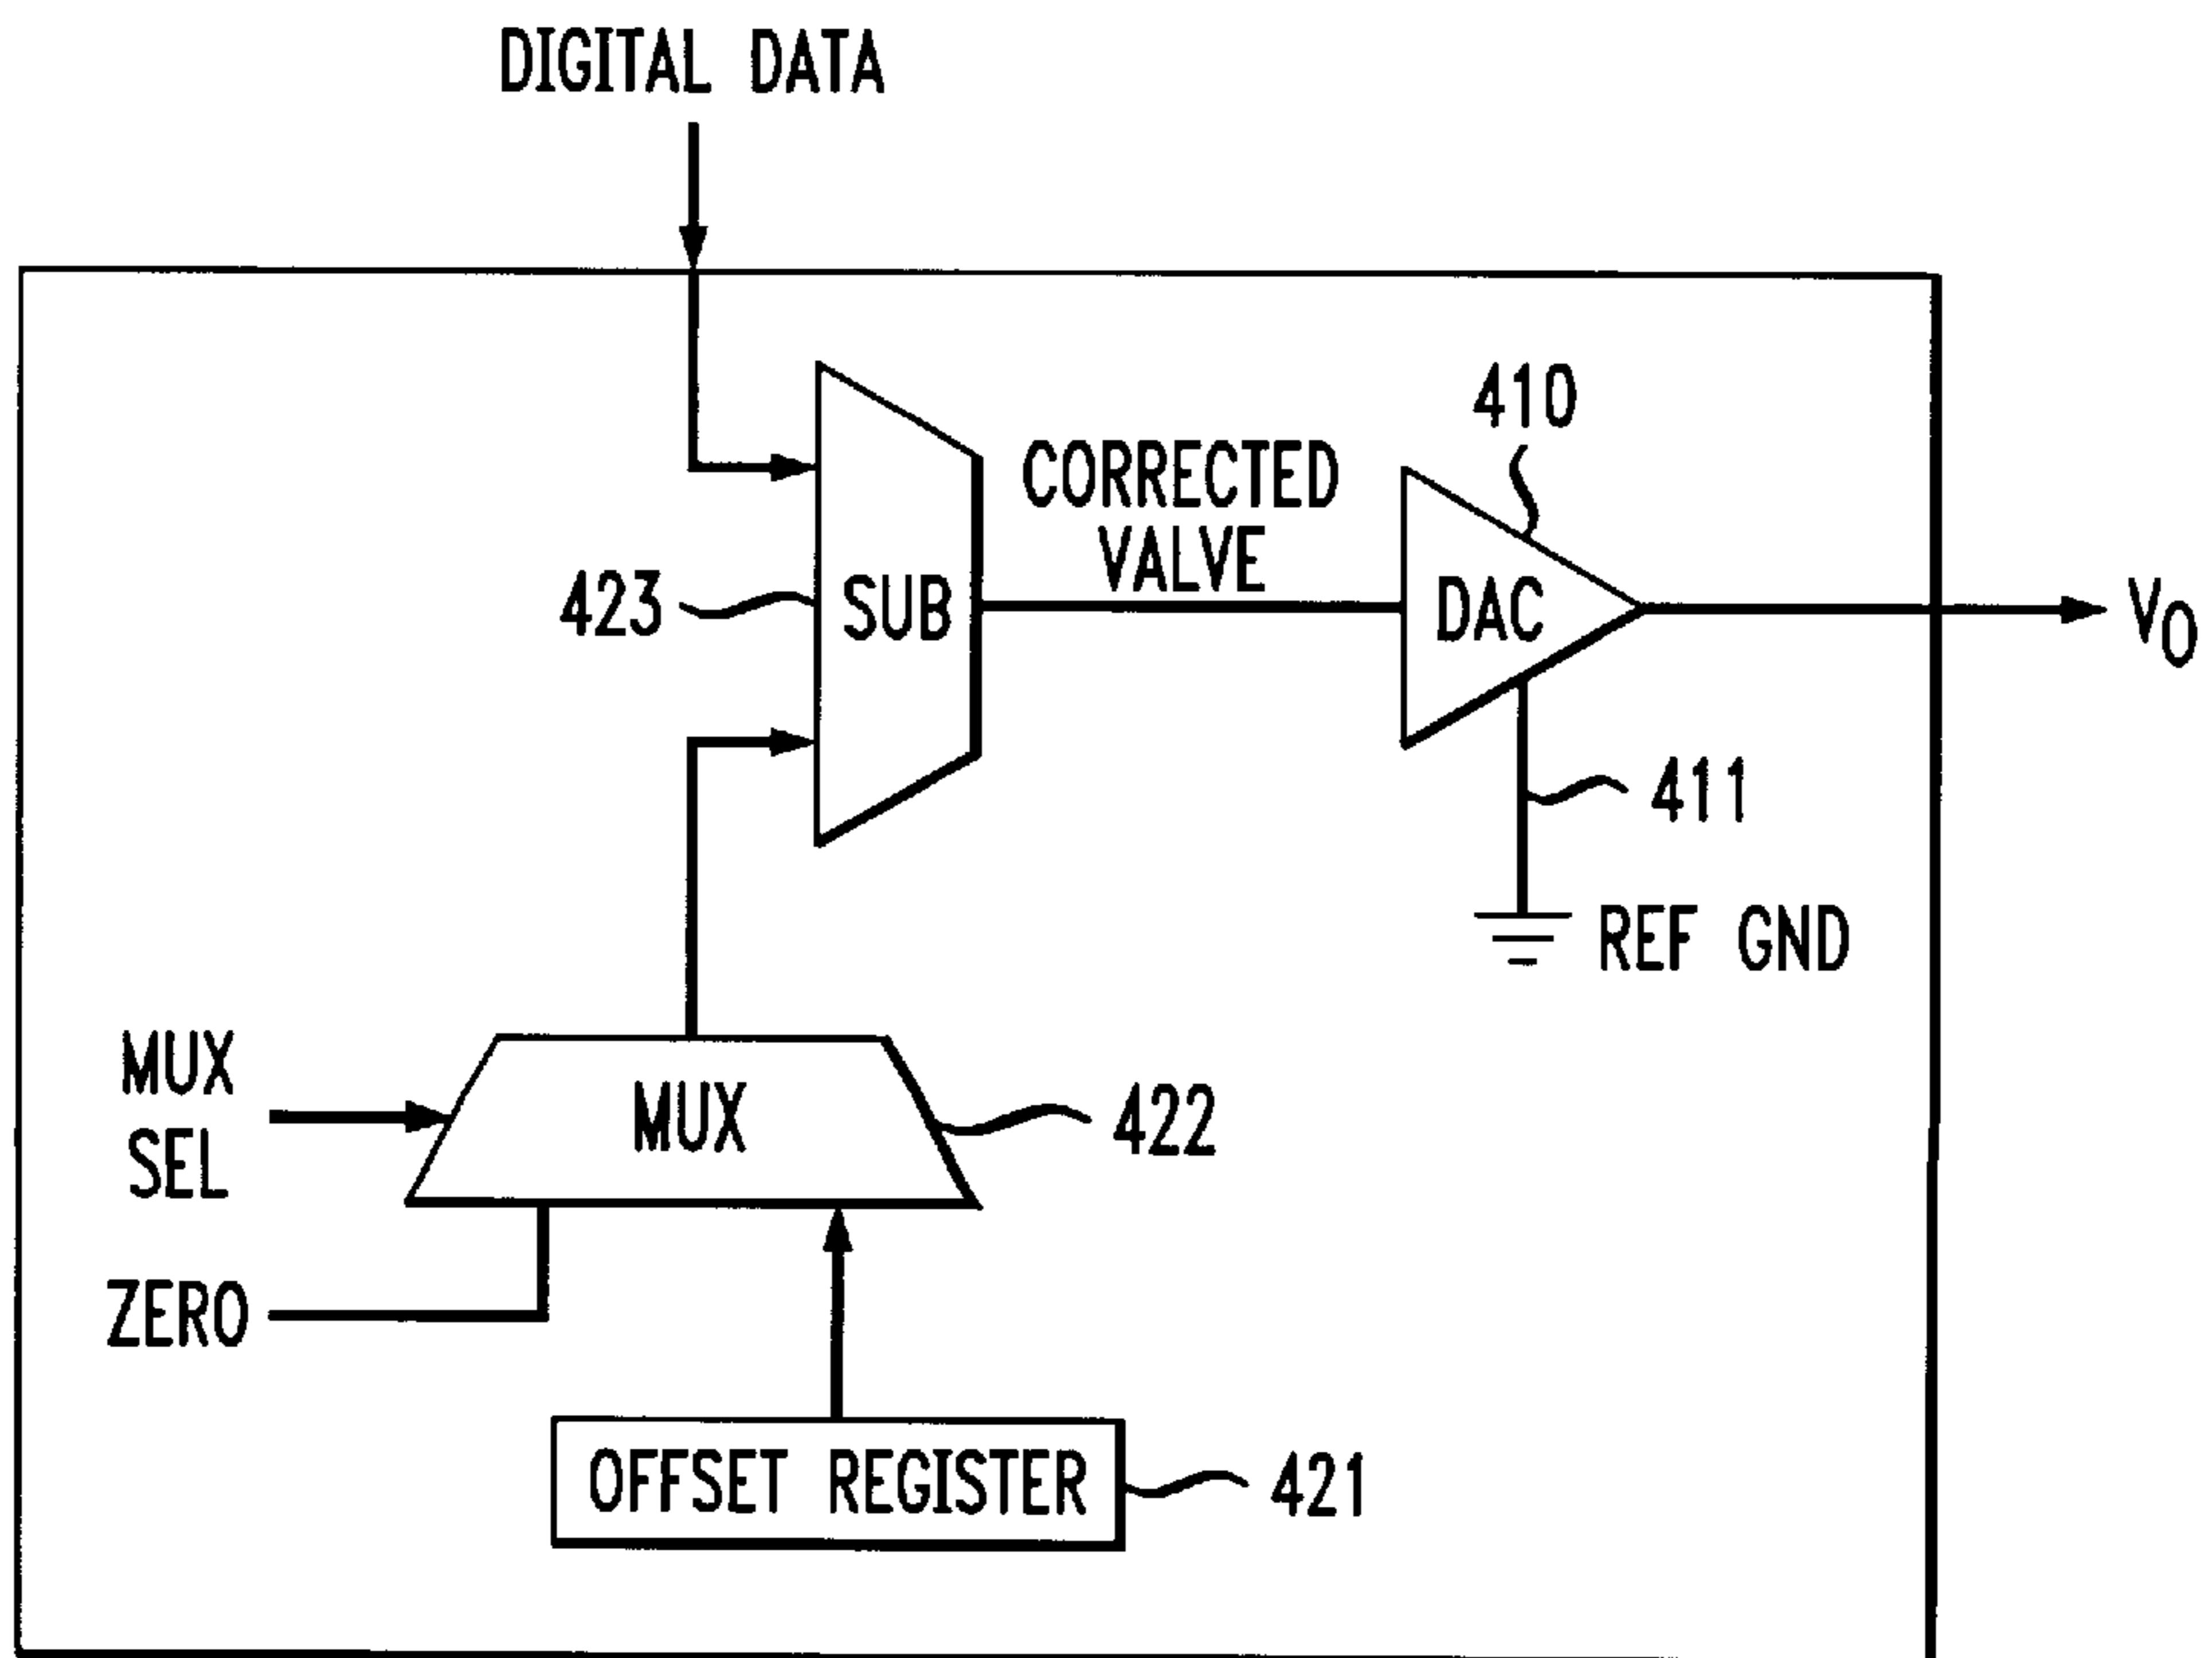 DIGITAL DATA
410
CORRECTED
VALVE
423
SUB
DAC
VO
411
REF GND
MUX
SEL
MUX
422
ZERO
OFFSET REGISTER
421